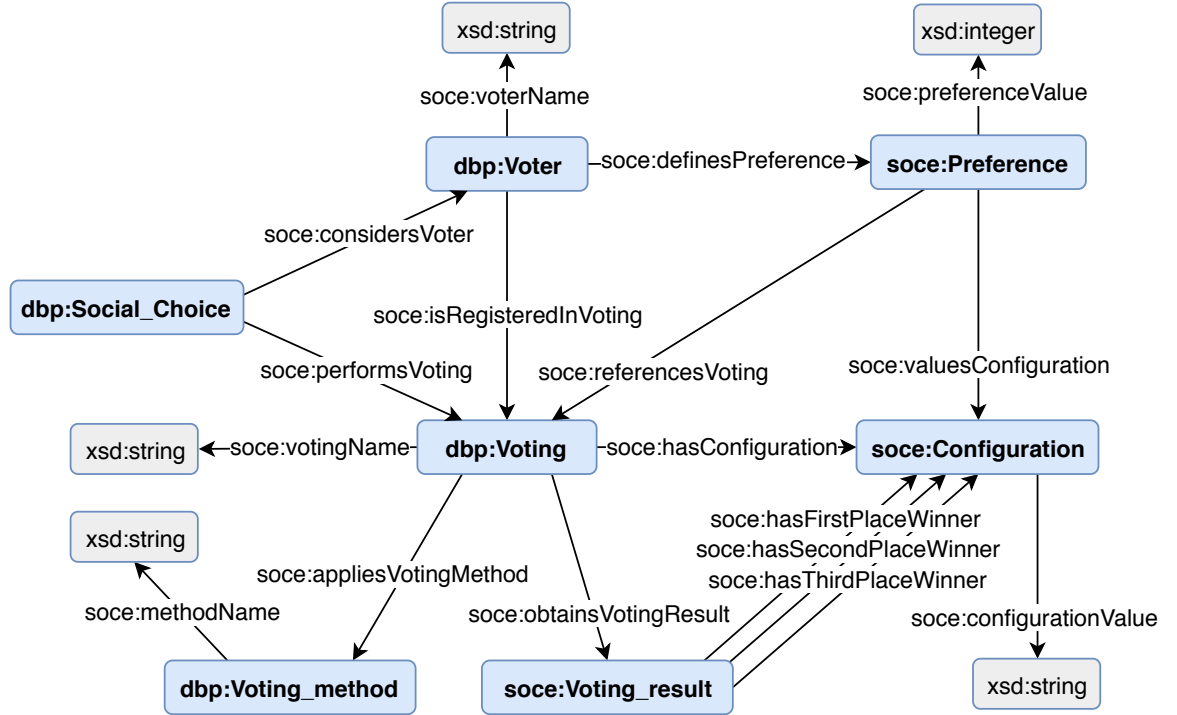 xsd:string
xsd:integer
soce:voterName
soce:preferenceValue
dbp:Voter
soce:definesPreference
soce:Preference
soce:considersVoter
dbp:Social_Choice
soce:isRegisteredInVoting
soce:performsVoting
soce:referencesVoting
soce:valuesConfiguration
xsd:string
soce:votingName
dbp:Voting
soce:hasConfiguration
soce:Configuration
soce:hasFirstPlaceWinner
xsd:string
soce:hasSecondPlaceWinner
soce:appliesVotingMethod
soce:hasThirdPlaceWinner
soce:methodName
soce:obtainsVotingResult
soce:configurationValue
dbp:Voting_method
soce:Voting_result
xsd:string